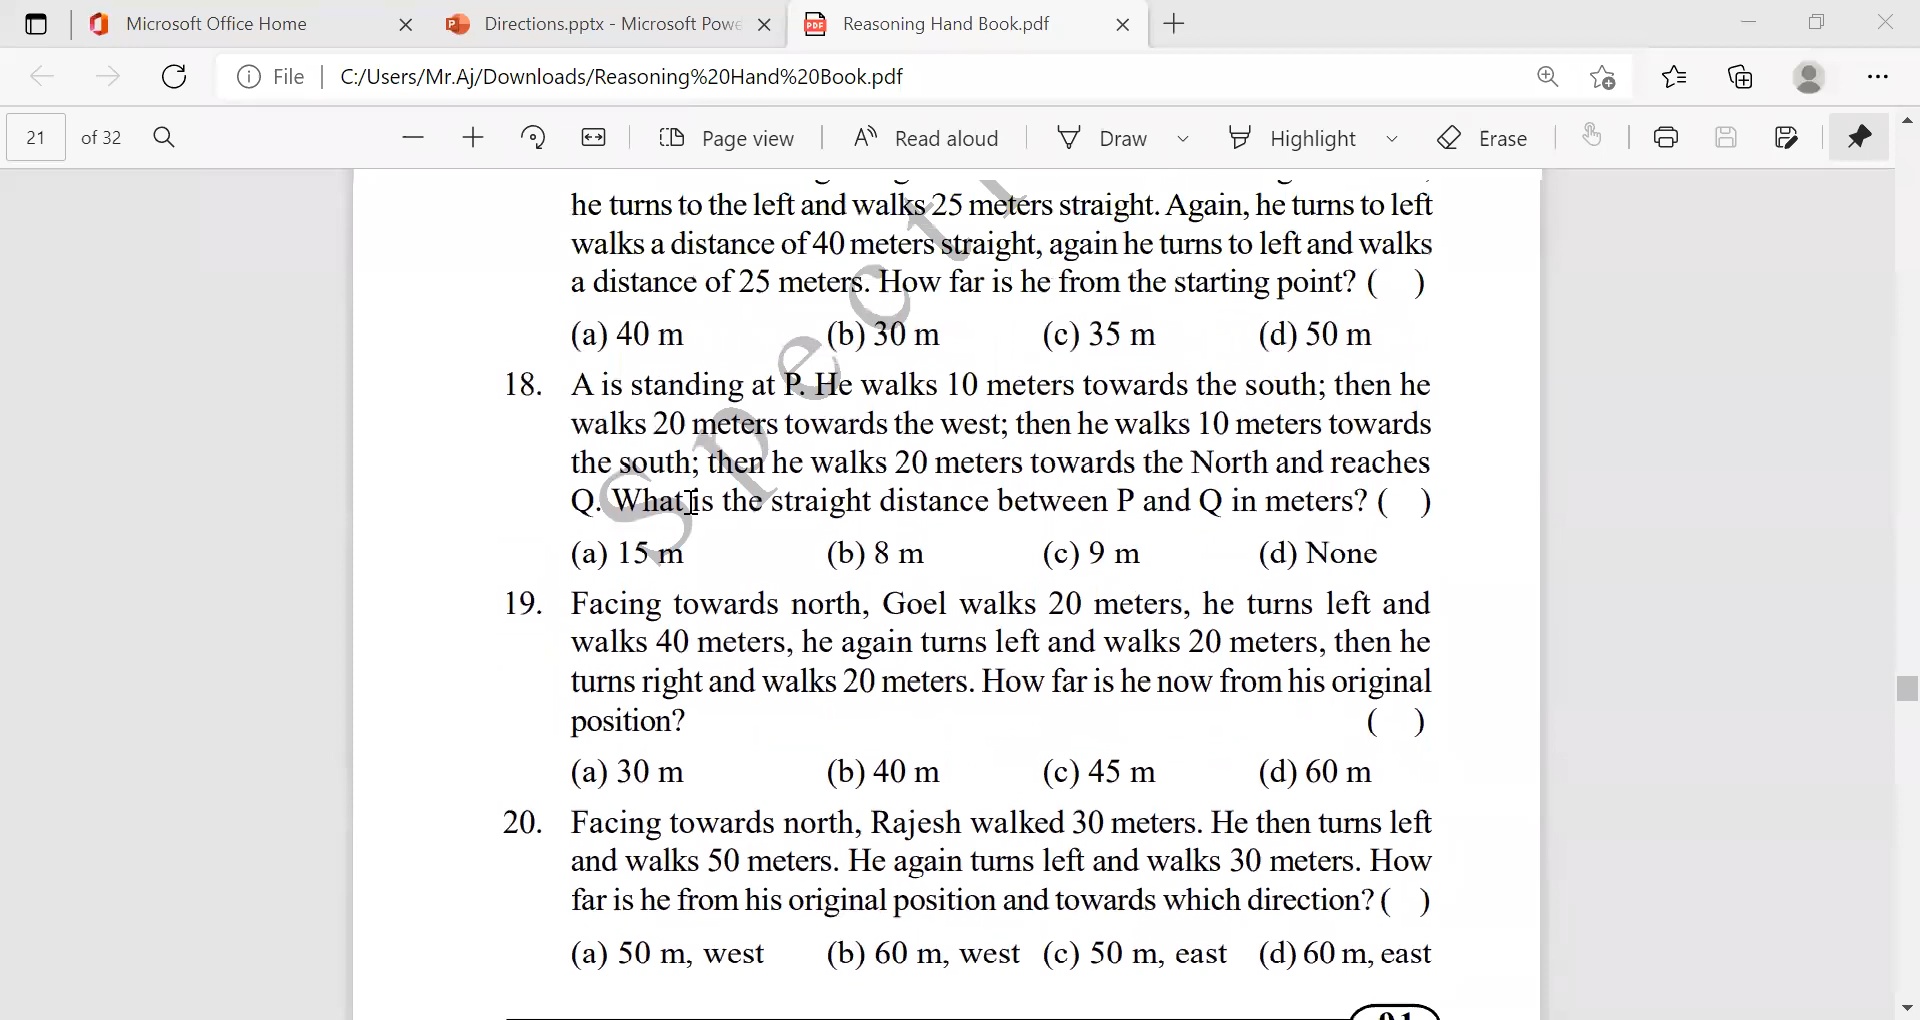 Microsoft Office Home
Directions.pptx - Microsoft Powe
PDF
Reasoning Hand Book.pdf
File
C:/Users/Mr.Aj/Downloads/Reasoning%20Hand%20Book.pdf
21 of 32
Page view
Read aloud
Draw
Highlight
Erase
he turns to the left and walks 25 meters straight. Again, he turns to left
walks a distance of 40 meters straight, again he turns to left and walks
a distance of 25 meters. How far is he from the starting point? ( )
(a) 40 m (b) 30 m (c) 35 m (d) 50 m
18. A is standing at P. He walks 10 meters towards the south; then he
walks 20 meters towards the west; then he walks 10 meters towards
the south; then he walks 20 meters towards the North and reaches
Q. What is the straight distance between P and Q in meters? ( )
(a) 15 m (b) 8 m (c) 9 m (d) None
19. Facing towards north, Goel walks 20 meters, he turns left and
walks 40 meters, he again turns left and walks 20 meters, then he
turns right and walks 20 meters. How far is he now from his original
position? ( )
(a) 30 m (b) 40 m (c) 45 m (d) 60 m
20. Facing towards north, Rajesh walked 30 meters. He then turns left
and walks 50 meters. He again turns left and walks 30 meters. How
far is he from his original position and towards which direction? ( )
(a) 50 m, west (b) 60 m, west (c) 50 m, east (d) 60 m, east